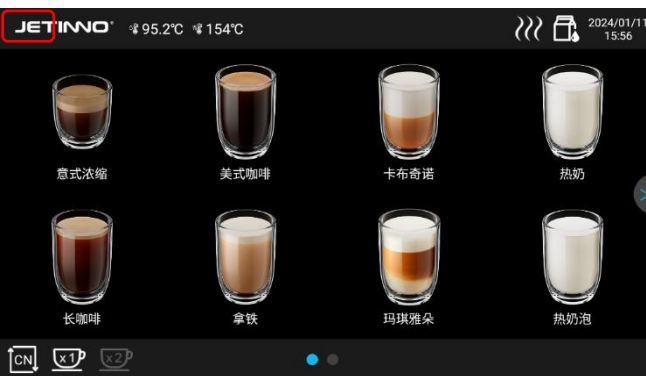 JETINNO® 95.2℃ 154℃ 2024/01/11
15:56
意式浓缩 美式咖啡 卡布奇诺 热奶
长咖啡 拿铁 玛琪雅朵 热奶泡
CN x1 x2